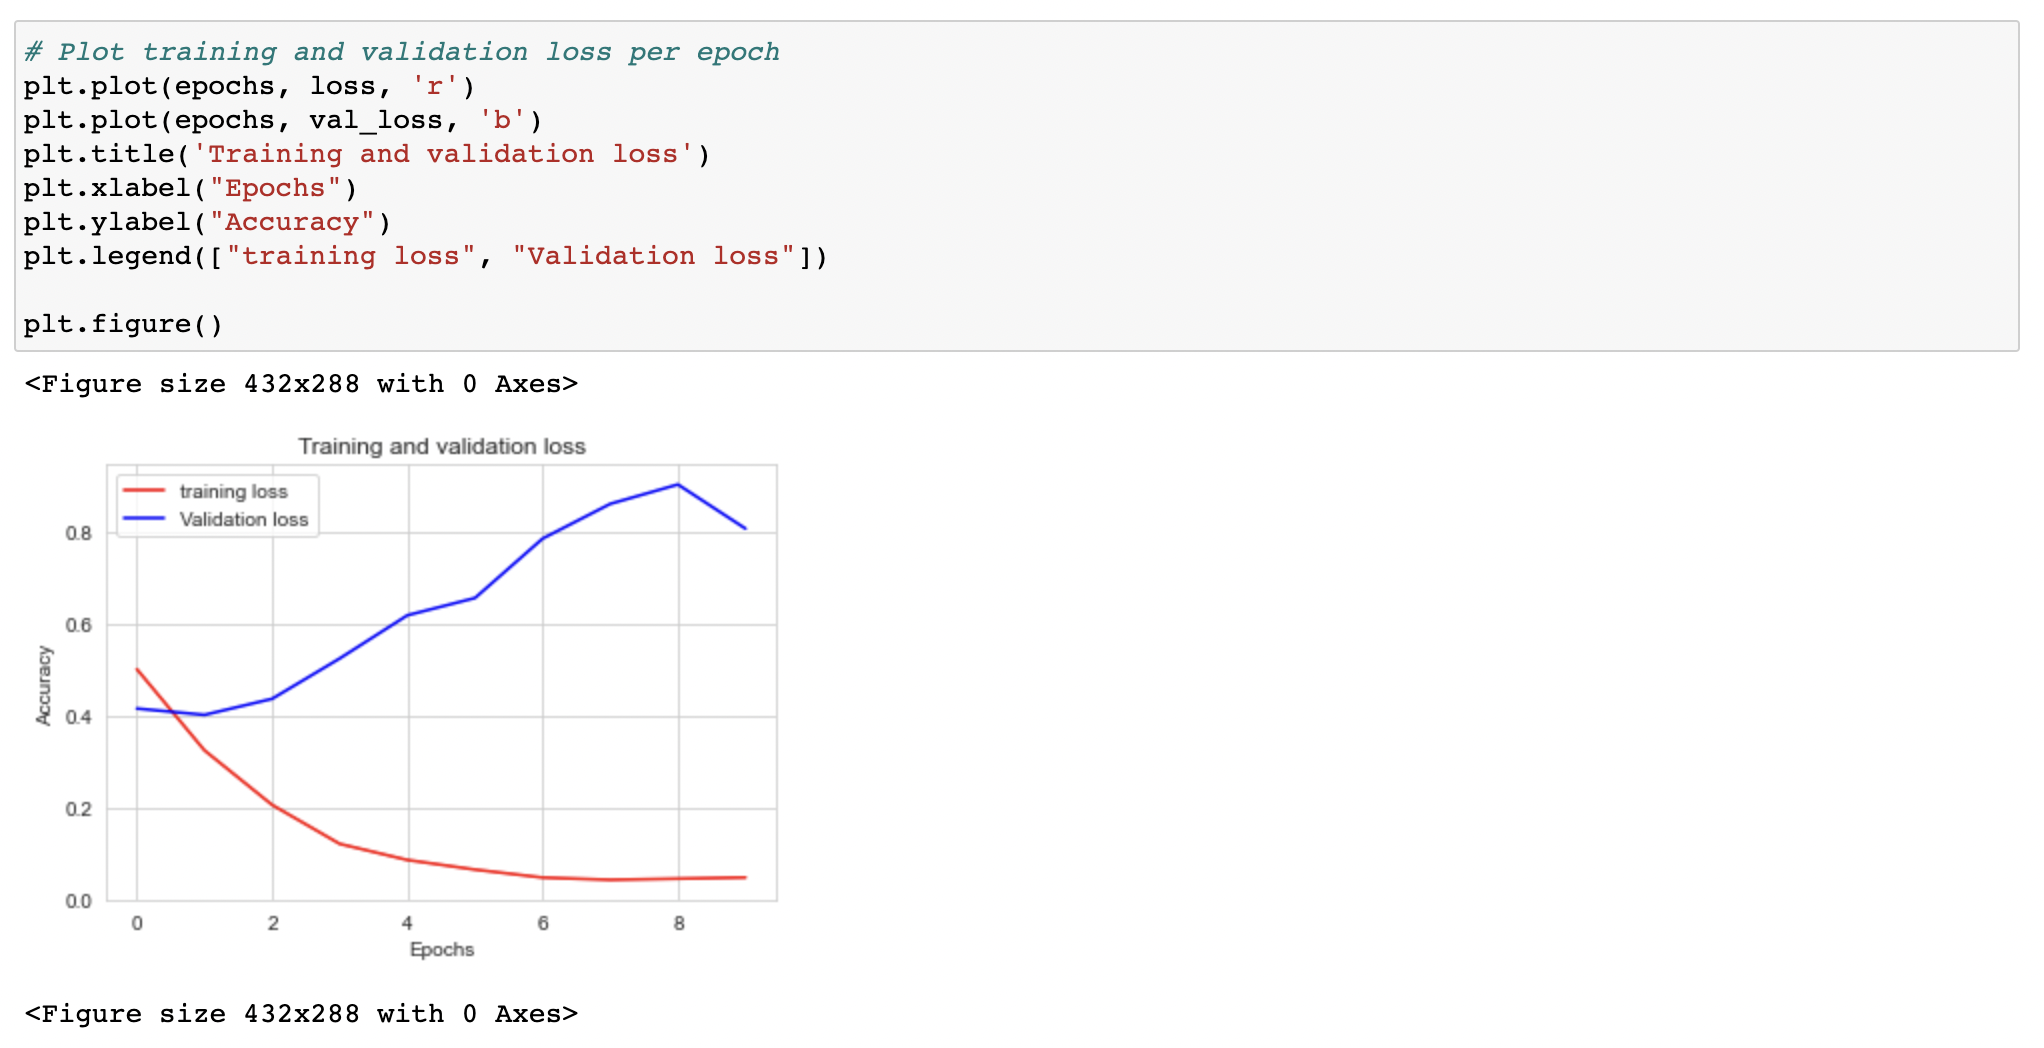 # Plot training and validation loss per epoch
plt.plot(epochs, loss, 'r')
plt.plot(epochs, val_loss, 'b')
plt.title('Training and validation loss')
plt.xlabel("Epochs")
plt.ylabel("Accuracy")
plt.legend(["training loss", "Validation loss"])
plt.figure()
<Figure size 432x288 with 0 Axes>
Training and validation loss
training loss
Validation loss
0.8
0.6
0.4
0.2
0.0
Accuracy
0 2 4 6 8
Epochs
<Figure size 432x288 with 0 Axes>